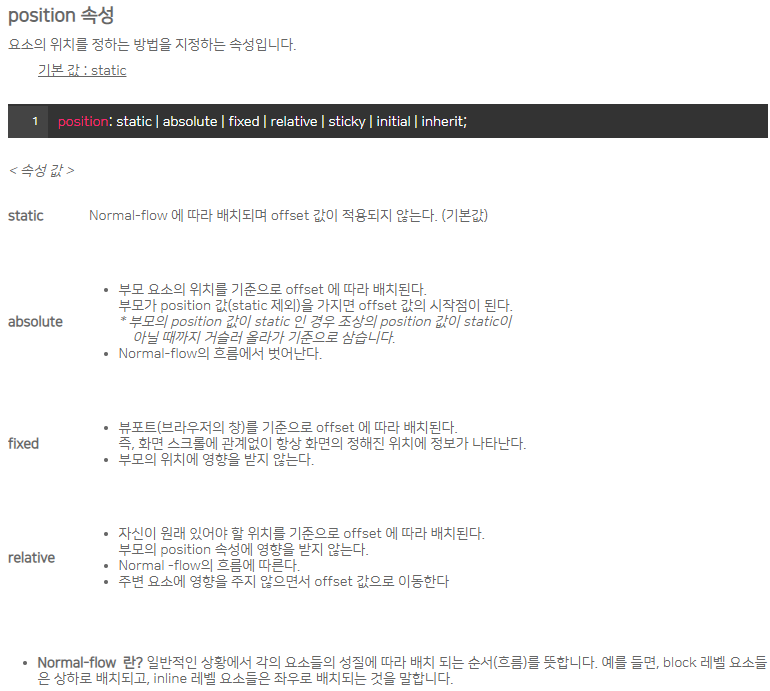 position 속성
요소의 위치를 정하는 방법을 지정하는 속성입니다.
기본 값 : static
1 position: static | absolute | fixed | relative | sticky | initial | inherit;
< 속성 값 >
static Normal-flow 에 따라 배치되며 offset 값이 적용되지 않는다. (기본값)
• 부모 요소의 위치를 기준으로 offset 에 따라 배치된다.
부모가 position 값(static 제외)을 가지면 offset 값의 시작점이 된다.
absolute * 부모의 position 값이 static 인 경우 조상의 position 값이 static이
아닐 때까지 거슬러 올라가 기준으로 삼습니다.
• Normal-flow의 흐름에서 벗어난다.
• 뷰포트(브라우저의 창)를 기준으로 offset 에 따라 배치된다.
fixed 즉, 화면 스크롤에 관계없이 항상 화면의 정해진 위치에 정보가 나타난다.
• 부모의 위치에 영향을 받지 않는다.
• 자신이 원래 있어야 할 위치를 기준으로 offset 에 따라 배치된다.
부모의 position 속성에 영향을 받지 않는다.
relative • Normal -flow의 흐름에 따른다.
• 주변 요소에 영향을 주지 않으면서 offset 값으로 이동한다
• Normal-flow 란? 일반적인 상황에서 각의 요소들의 성질에 따라 배치 되는 순서(흐름)를 뜻합니다. 예를 들면, block 레벨 요소들
은 상하로 배치되고, inline 레벨 요소들은 좌우로 배치되는 것을 말합니다.